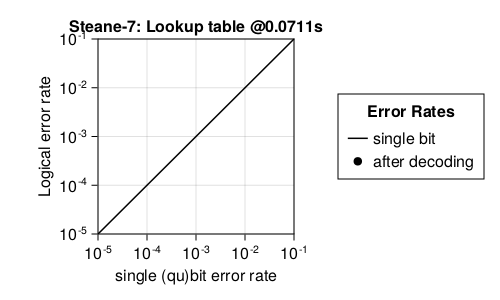 Steane-7: Lookup table @0.0711s
10⁻¹
10⁻²
10⁻³
10⁻⁴
10⁻⁵
Logical error rate
10⁻⁵ 10⁻⁴ 10⁻³ 10⁻² 10⁻¹
single (qu)bit error rate
Error Rates
single bit
after decoding